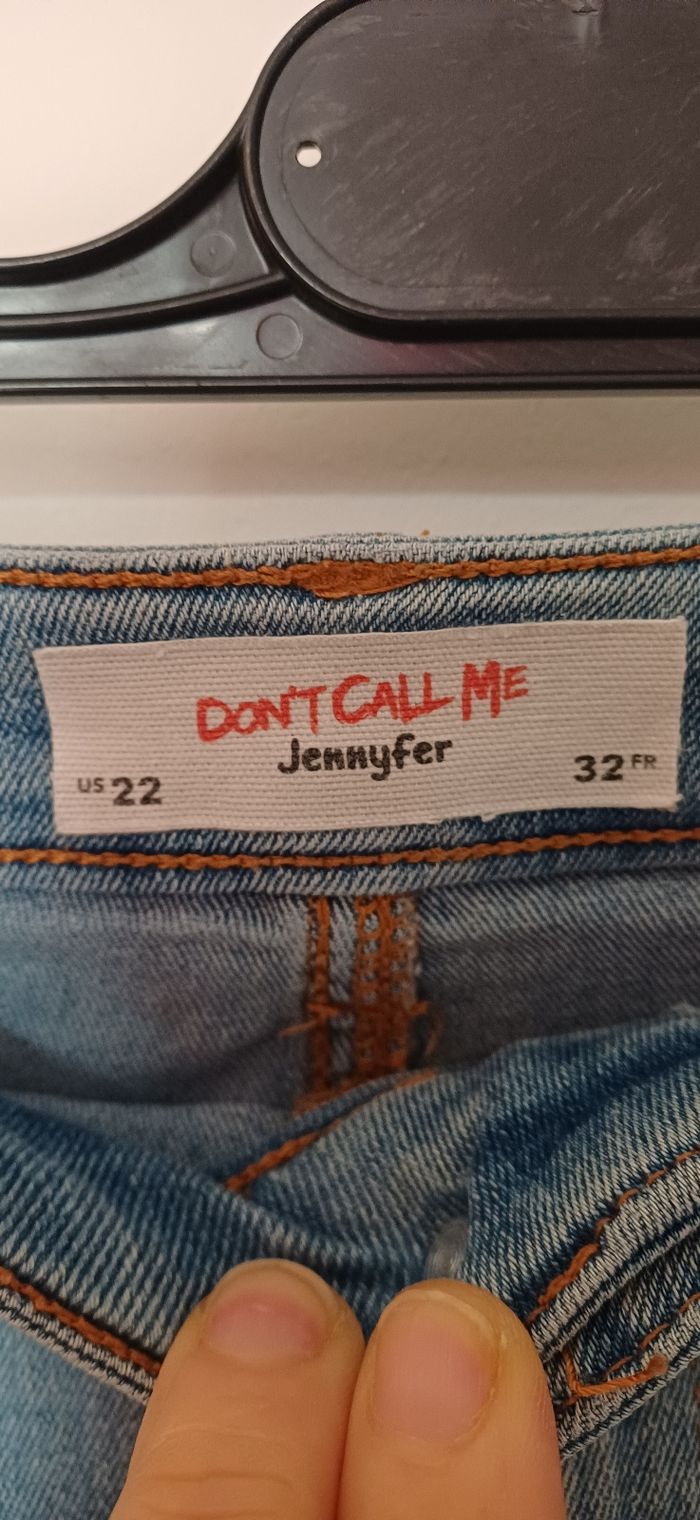 DON'T CALL ME
Jennyfer
US 22
32 FR